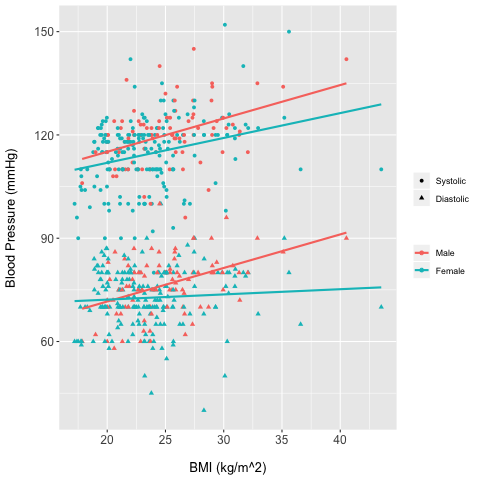 150
120
90
60
Blood Pressure (mmHg)
20
25
30
35
40
BMI (kg/m^2)
Systolic
Diastolic
Male
Female